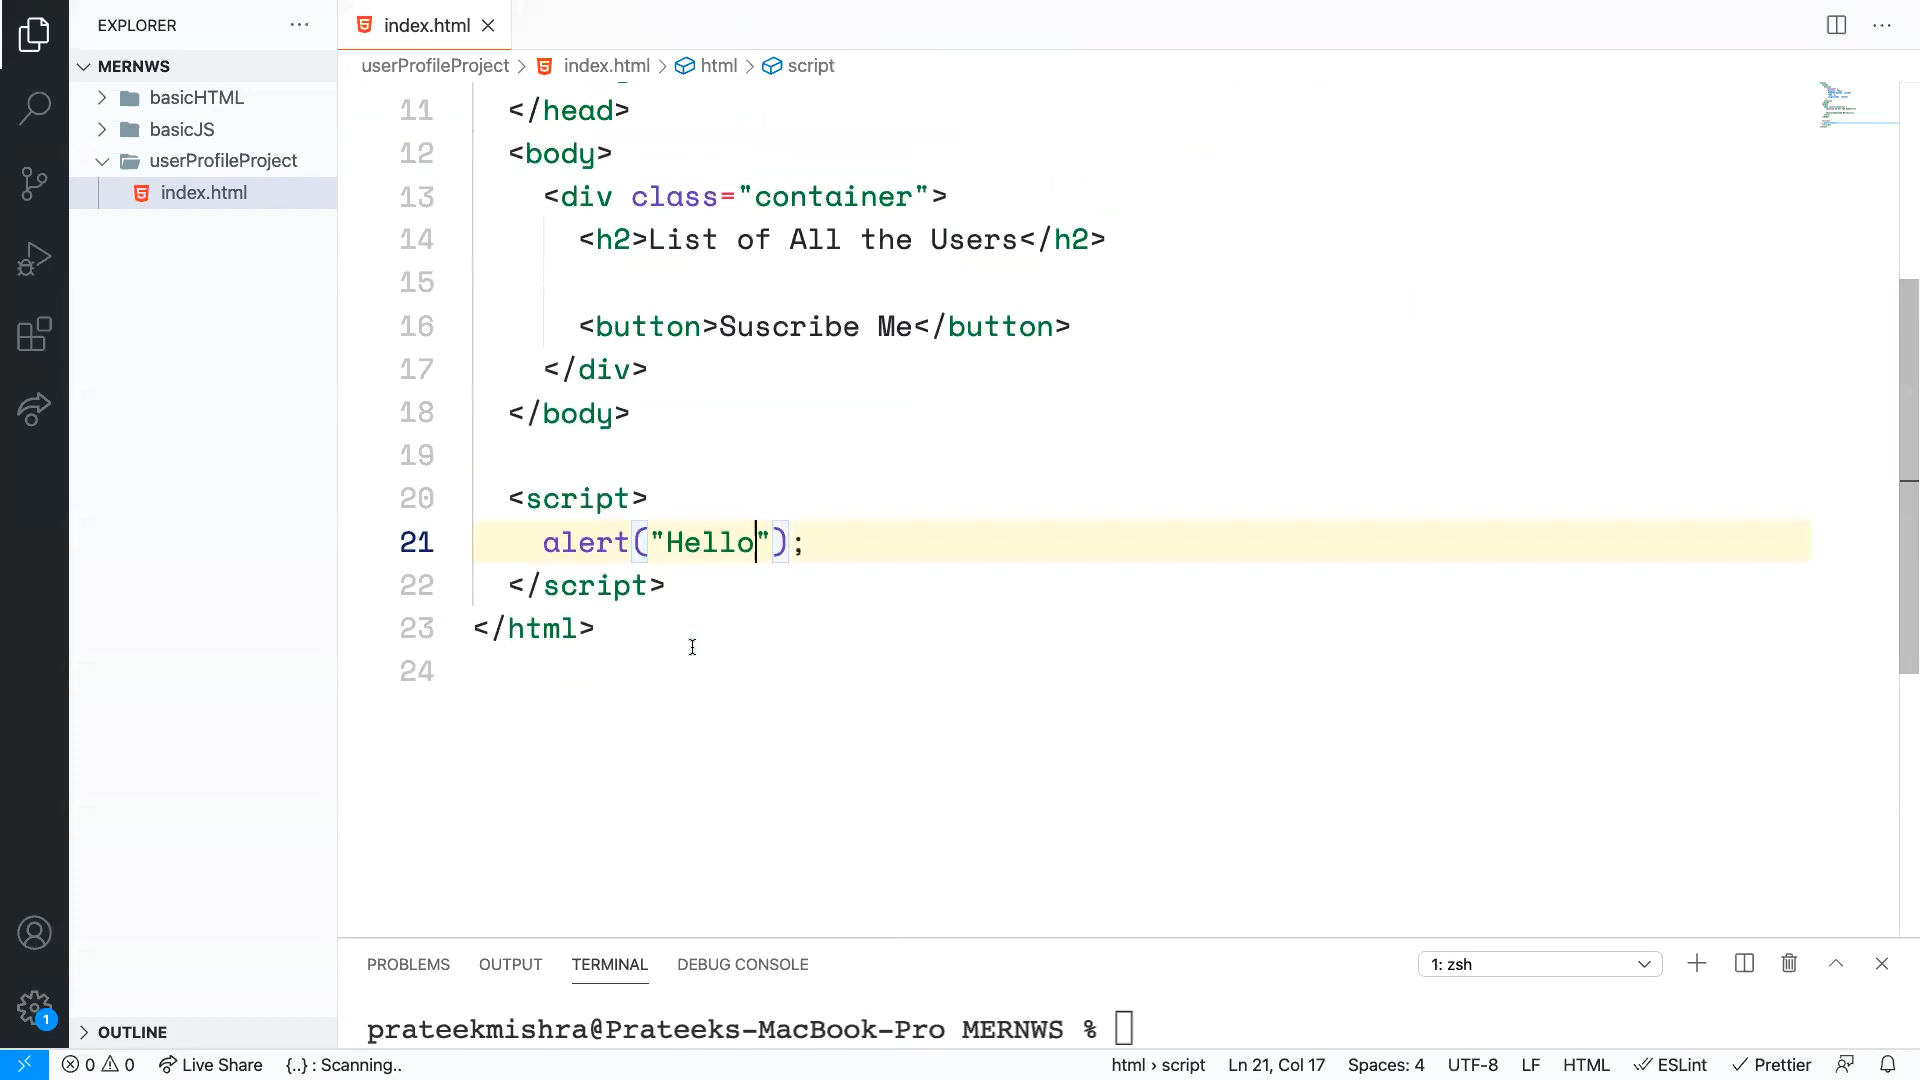 EXPLORER
index.html
MERNWS
basicHTML
basicJS
userProfileProject
index.html
userProfileProject > index.html > html > script
11 </head>
12 <body>
13 <div class="container">
14 <h2>List of All the Users</h2>
15
16 <button>Suscribe Me</button>
17 </div>
18 </body>
19
20 <script>
21 alert("Hello");
22 </script>
23 </html>
24
PROBLEMS OUTPUT TERMINAL DEBUG CONSOLE 1: zsh
prateekmishra@Prateeks-MacBook-Pro MERNWS %
1
OUTLINE
0 0 Live Share {..} : Scanning.. html > script Ln 21, Col 17 Spaces: 4 UTF-8 LF HTML ESLint Prettier